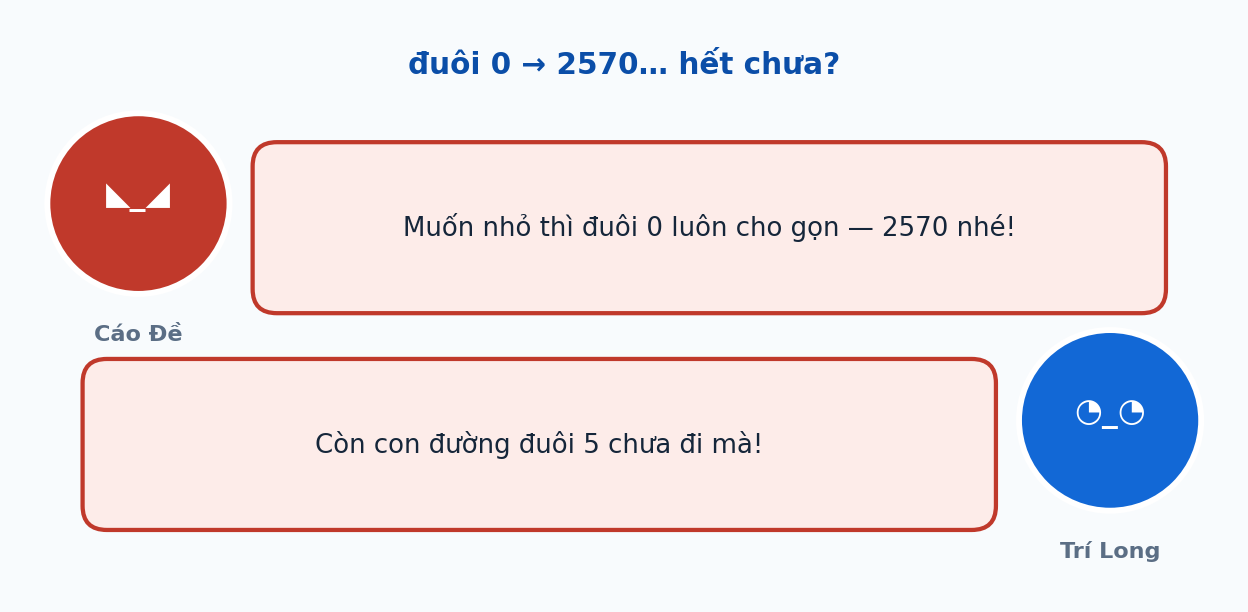 đuôi 0 → 2570… hết chưa?
Muốn nhỏ thì đuôi 0 luôn cho gọn — 2570 nhé!
Cáo Đề
Còn con đường đuôi 5 chưa đi mà!
Trí Long